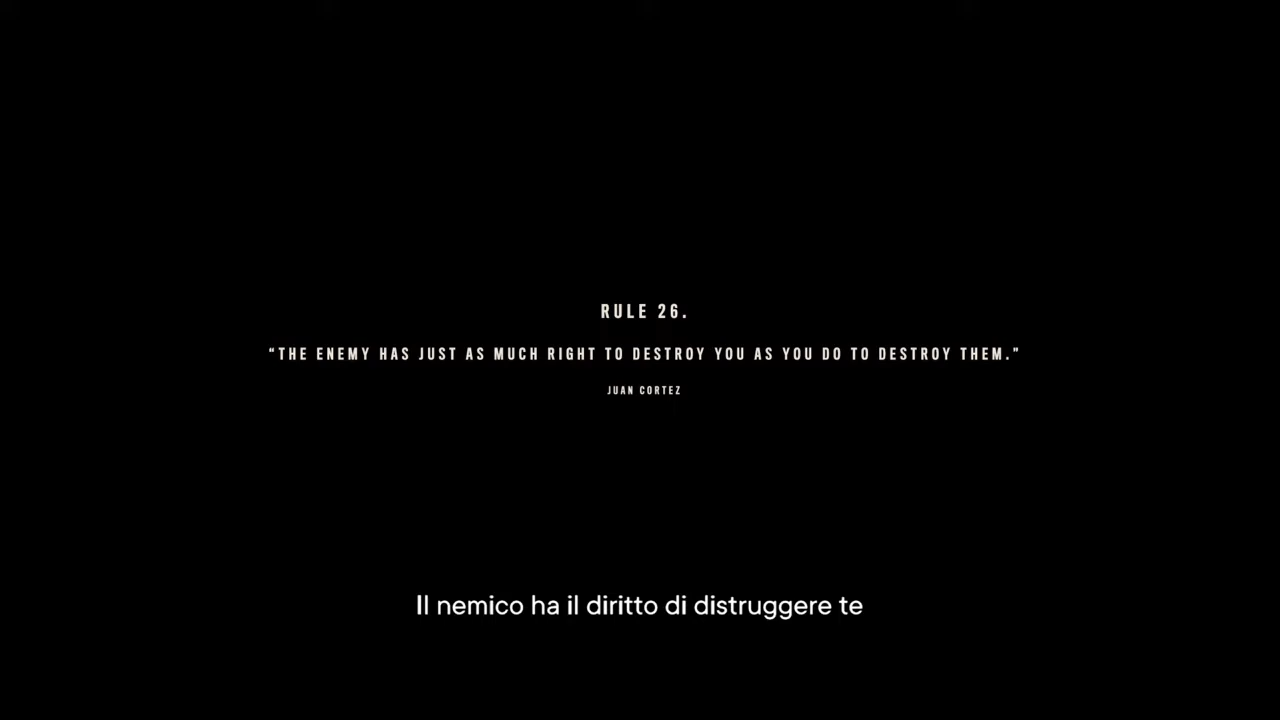 RULE 26.
“THE ENEMY HAS JUST AS MUCH RIGHT TO DESTROY YOU AS YOU DO TO DESTROY THEM.”
JUAN CORTEZ
Il nemico ha il diritto di distruggere te